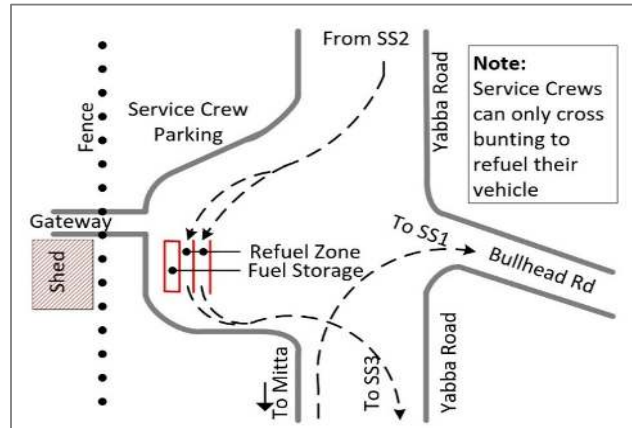 From SS2
Note:
Service Crews
can only cross
bunting to
refuel their
vehicle
Yabba Road
Service Crew
Parking
Fence
Gateway
Shed
Refuel Zone
Fuel Storage
To SS1
Bullhead Rd
To Mitta
To SS3
Yabba Road